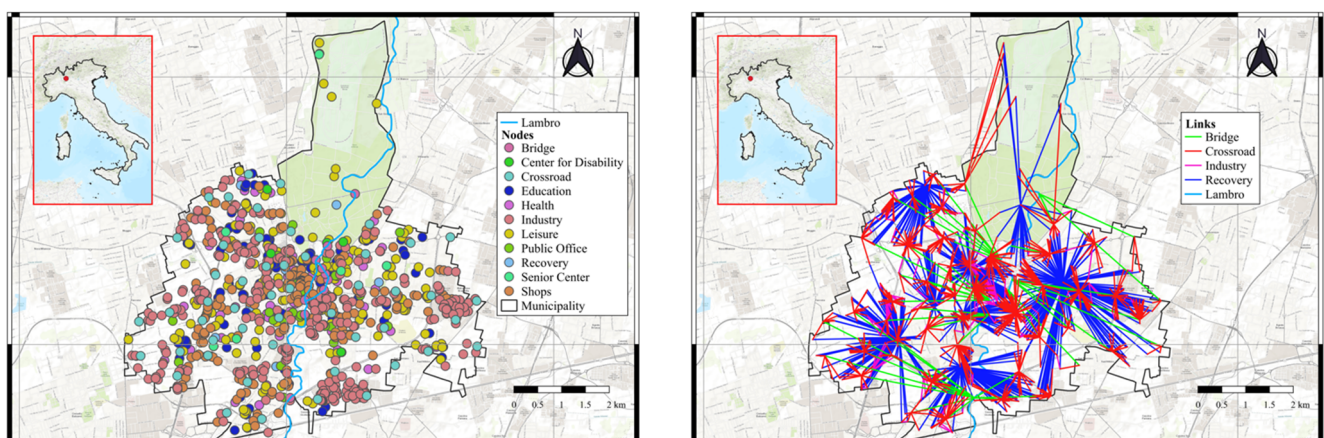 N
Lambro
Nodes
Bridge
Center for Disability
Crossroad
Education
Health
Industry
Leisure
Public Office
Recovery
Senior Center
Shops
Municipality
0 0.5 1 1.5 2 km
N
Links
Bridge
Crossroad
Industry
Recovery
Lambro
0 0.5 1 1.5 2 km